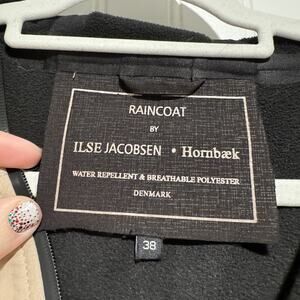 RAINCOAT
BY
ILSE JACOBSEN • Hornbæk
WATER REPELLENT & BREATHABLE POLYESTER
DENMARK
38